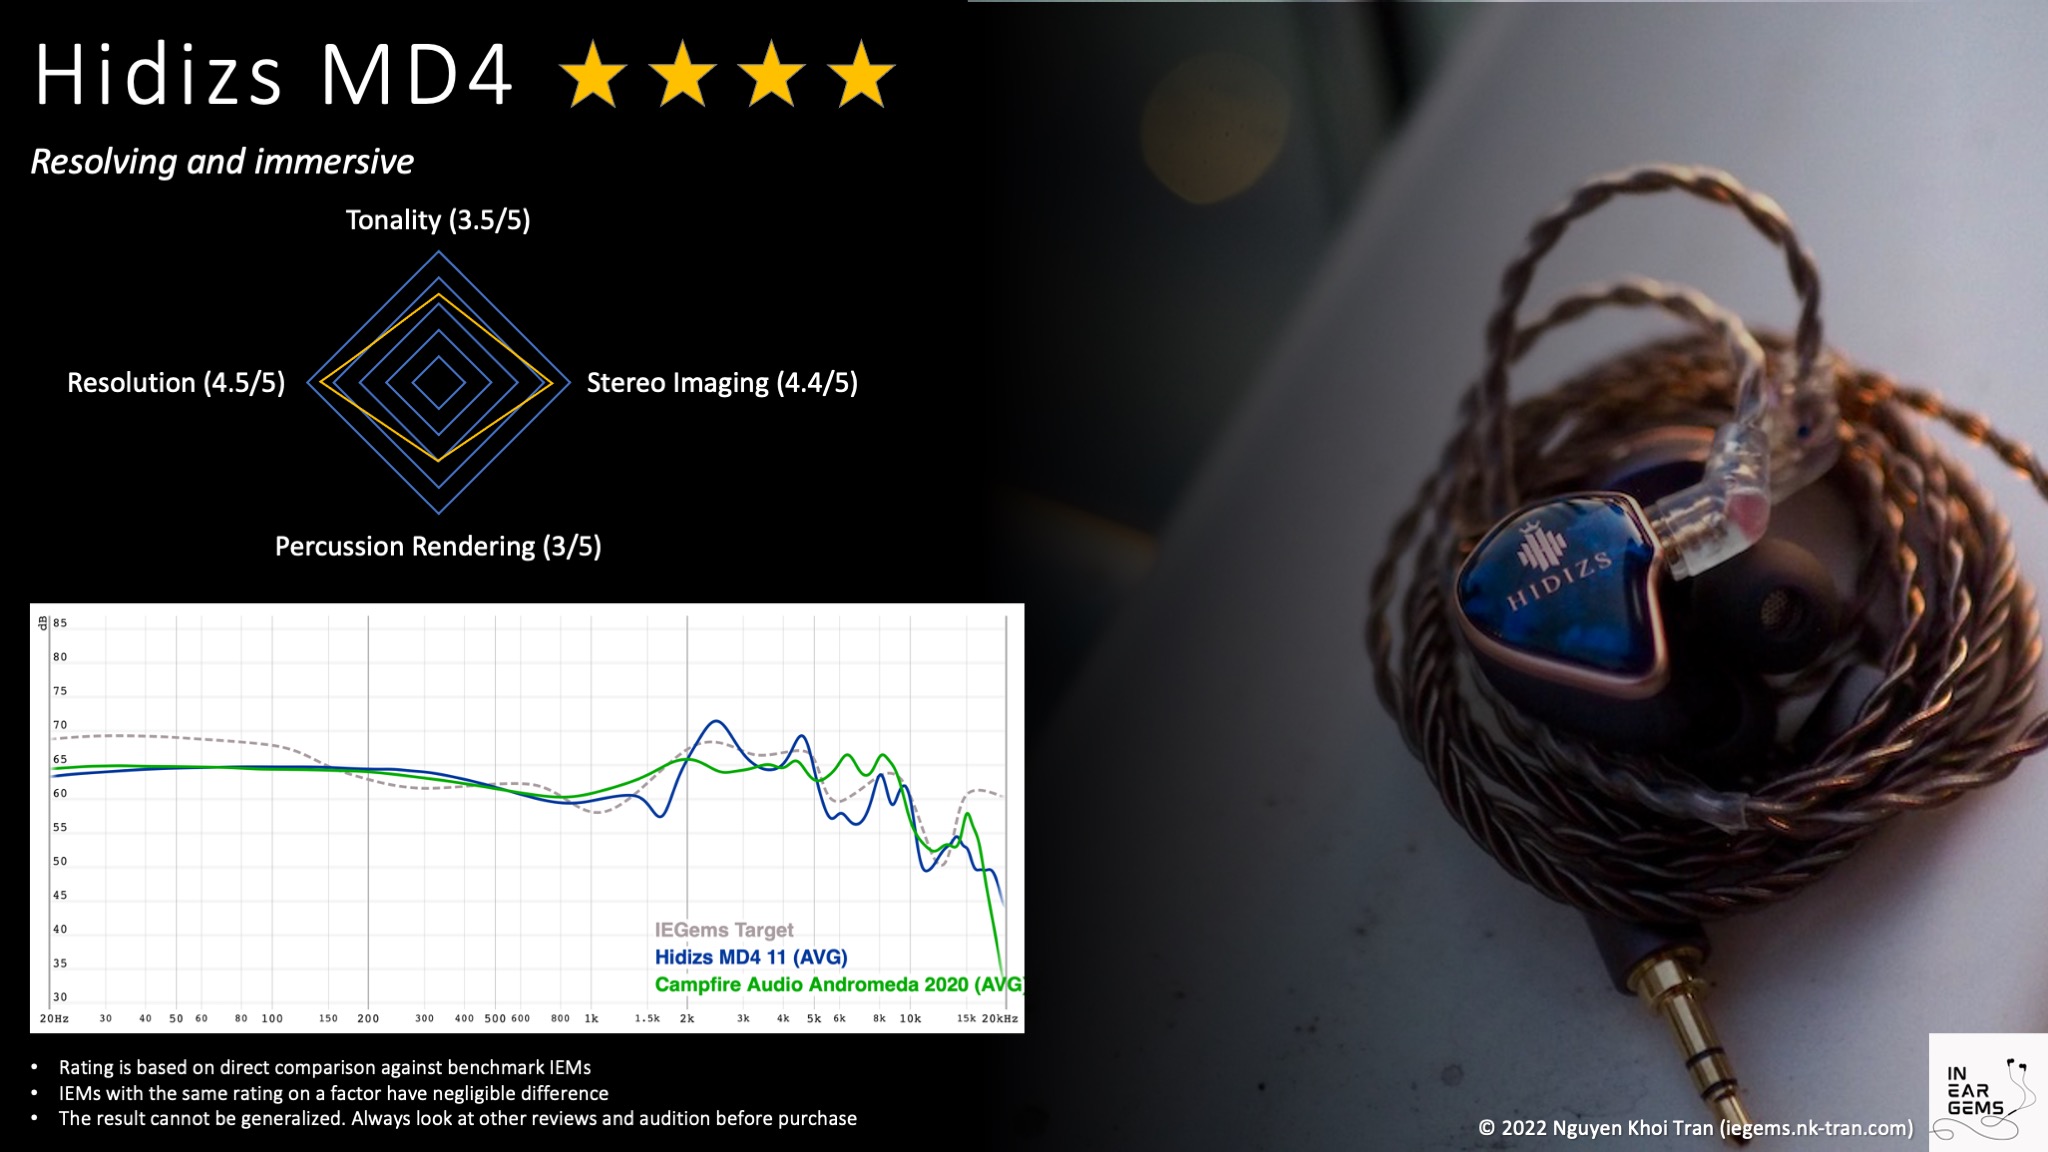 Hidizs MD4
Resolving and immersive
Tonality (3.5/5)
Resolution (4.5/5)
Stereo Imaging (4.4/5)
Percussion Rendering (3/5)
dB
85
80
75
70
65
60
55
50
45
40
35
30
IEGems Target
Hidizs MD4 11 (AVG)
Campfire Audio Andromeda 2020 (AVG)
20Hz 30 40 50 60 80 100 150 200 300 400 500 600 800 1k 1.5k 2k 3k 4k 5k 6k 8k 10k 15k 20kHz
• Rating is based on direct comparison against benchmark IEMs
• IEMs with the same rating on a factor have negligible difference
• The result cannot be generalized. Always look at other reviews and audition before purchase
HIDIZS
© 2022 Nguyen Khoi Tran (iegems.nk-tran.com)
IN
EAR
GEMS